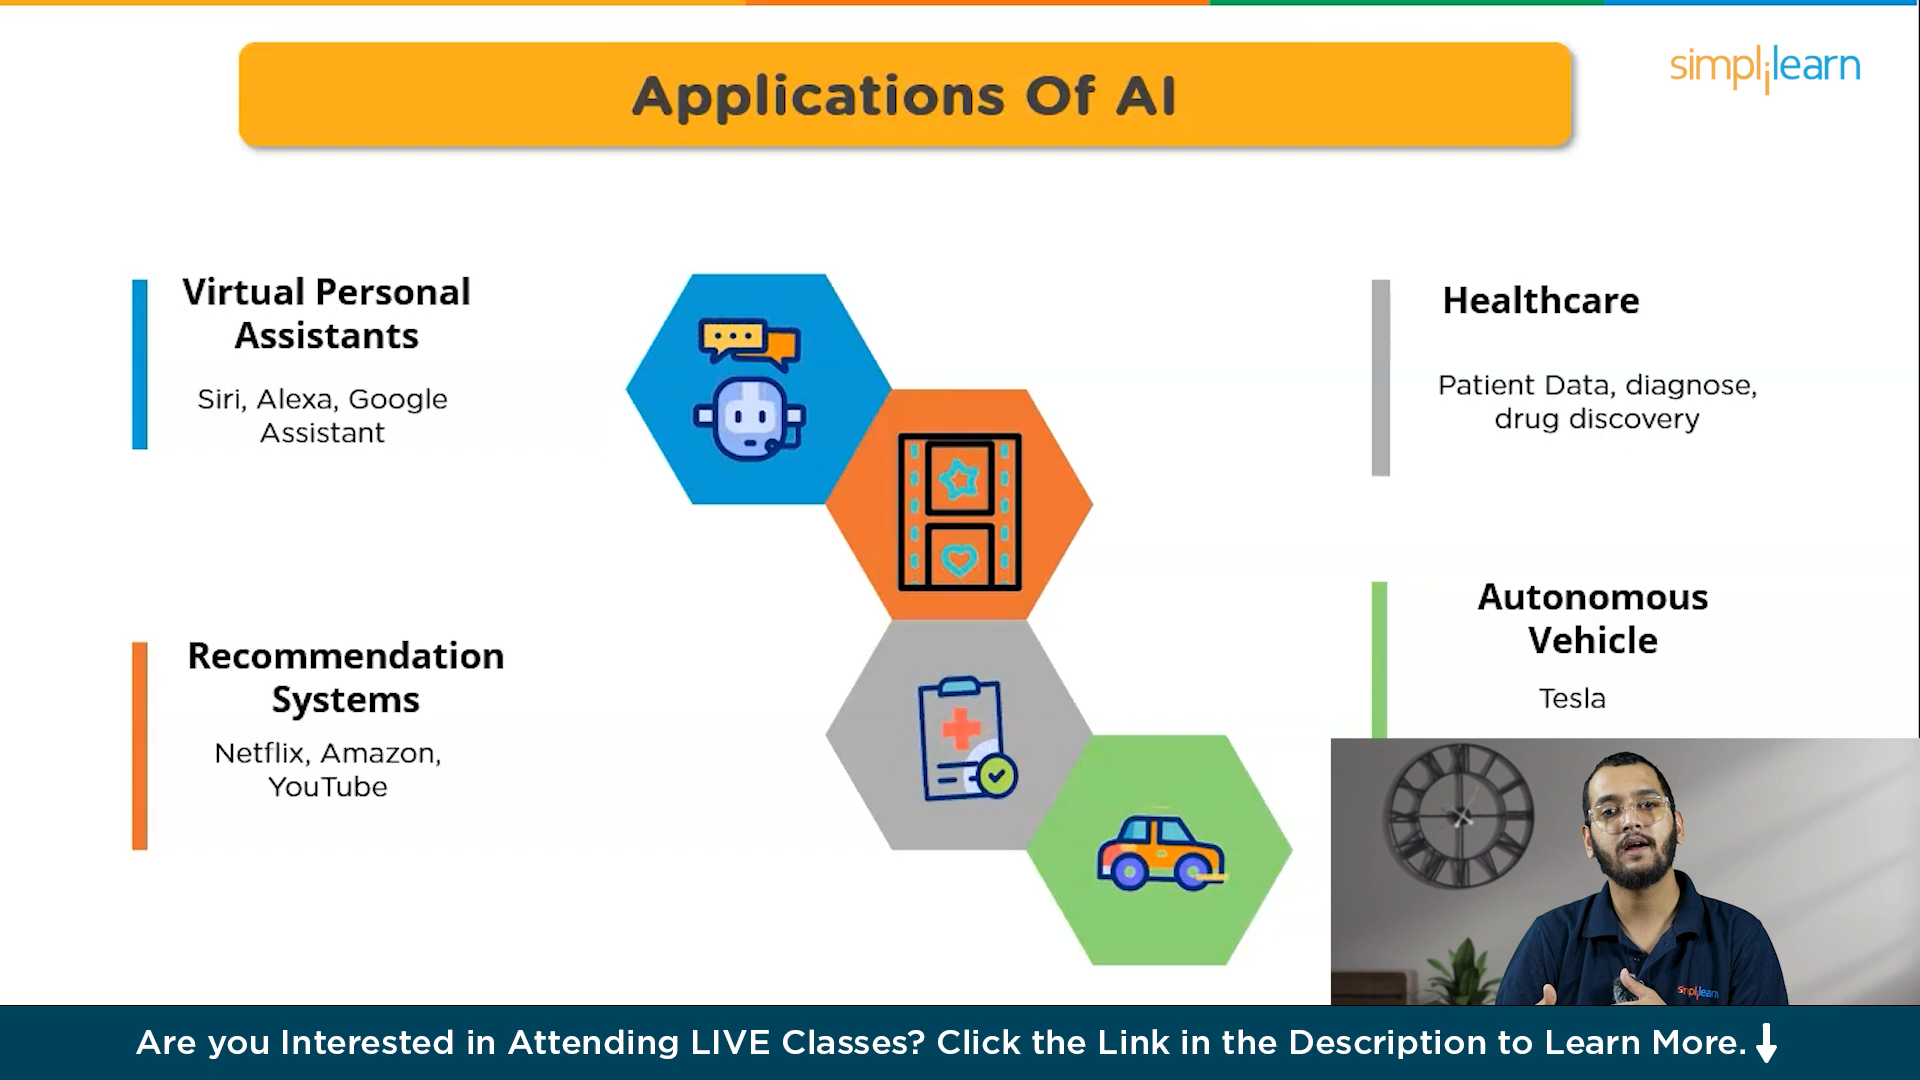 Applications Of AI
simplilearn
Virtual Personal
Assistants
Siri, Alexa, Google
Assistant
Recommendation
Systems
Netflix, Amazon,
YouTube
Healthcare
Patient Data, diagnose,
drug discovery
Autonomous
Vehicle
Tesla
simplilearn
Are you Interested in Attending LIVE Classes? Click the Link in the Description to Learn More.